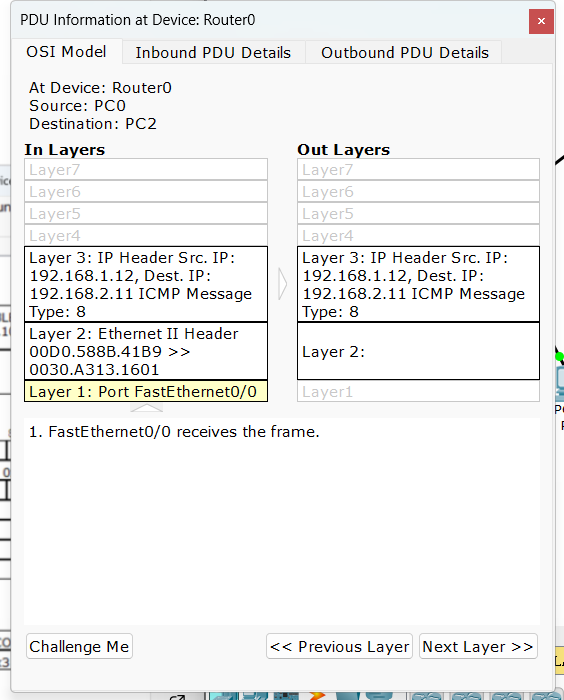 PDU Information at Device: Router0
OSI Model
Inbound PDU Details
Outbound PDU Details
At Device: Router0
Source: PC0
Destination: PC2
In Layers
Layer7
Layer6
Layer5
Layer4
Layer 3: IP Header Src. IP:
192.168.1.12, Dest. IP:
192.168.2.11 ICMP Message
Type: 8
Layer 2: Ethernet II Header
00D0.588B.41B9 >>
0030.A313.1601
Layer 1: Port FastEthernet0/0
Out Layers
Layer7
Layer6
Layer5
Layer4
Layer 3: IP Header Src. IP:
192.168.1.12, Dest. IP:
192.168.2.11 ICMP Message
Type: 8
Layer 2:
Layer1
1. FastEthernet0/0 receives the frame.
Challenge Me
<< Previous Layer
Next Layer >>